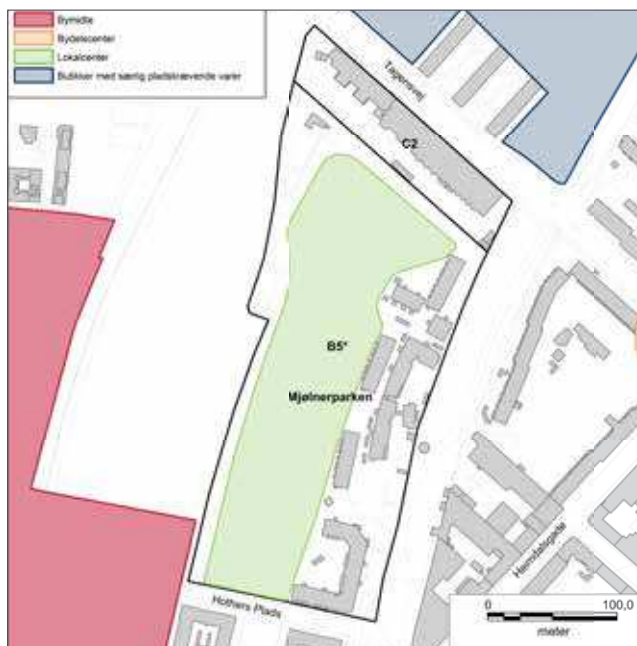 Bymidte
Bydelscenter
Lokalcenter
Butikker med særlig pladskrævende varer
Tagensvej
C2
B5*
Mjølnerparken
Heimdalsgade
Hothers Plads
0 100,0
meter